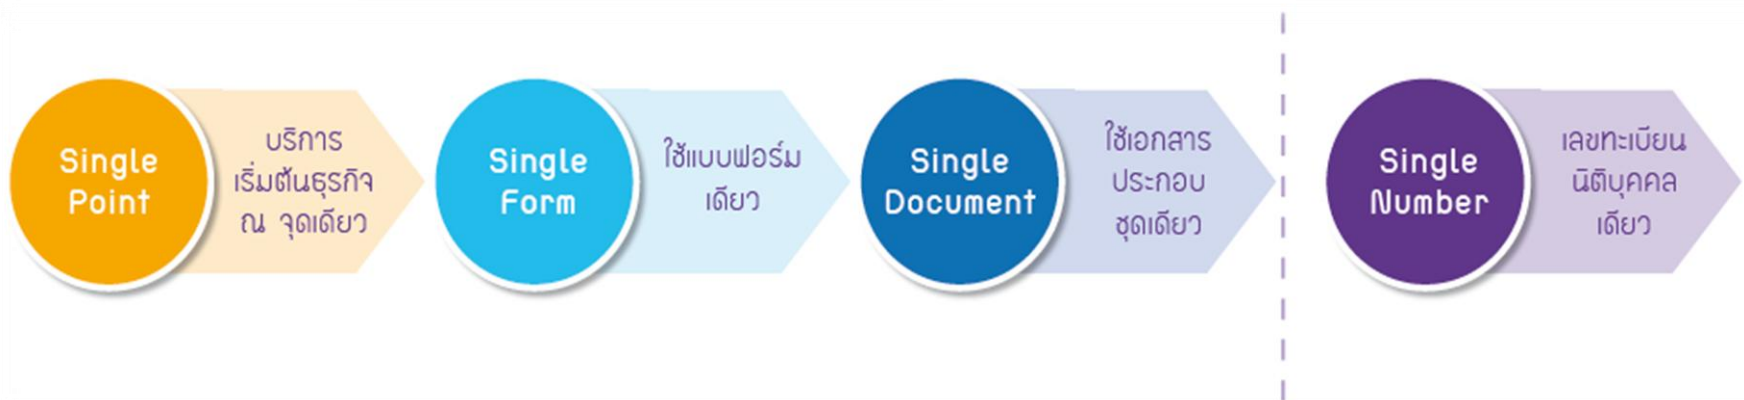 Single
Point
บริการ
เริ่มต้นธุรกิจ
ณ จุดเดียว
Single
Form
ใช้แบบฟอร์ม
เดียว
Single
Document
ใช้เอกสาร
ประกอบ
ชุดเดียว
Single
Number
เลขทะเบียน
นิติบุคคล
เดียว